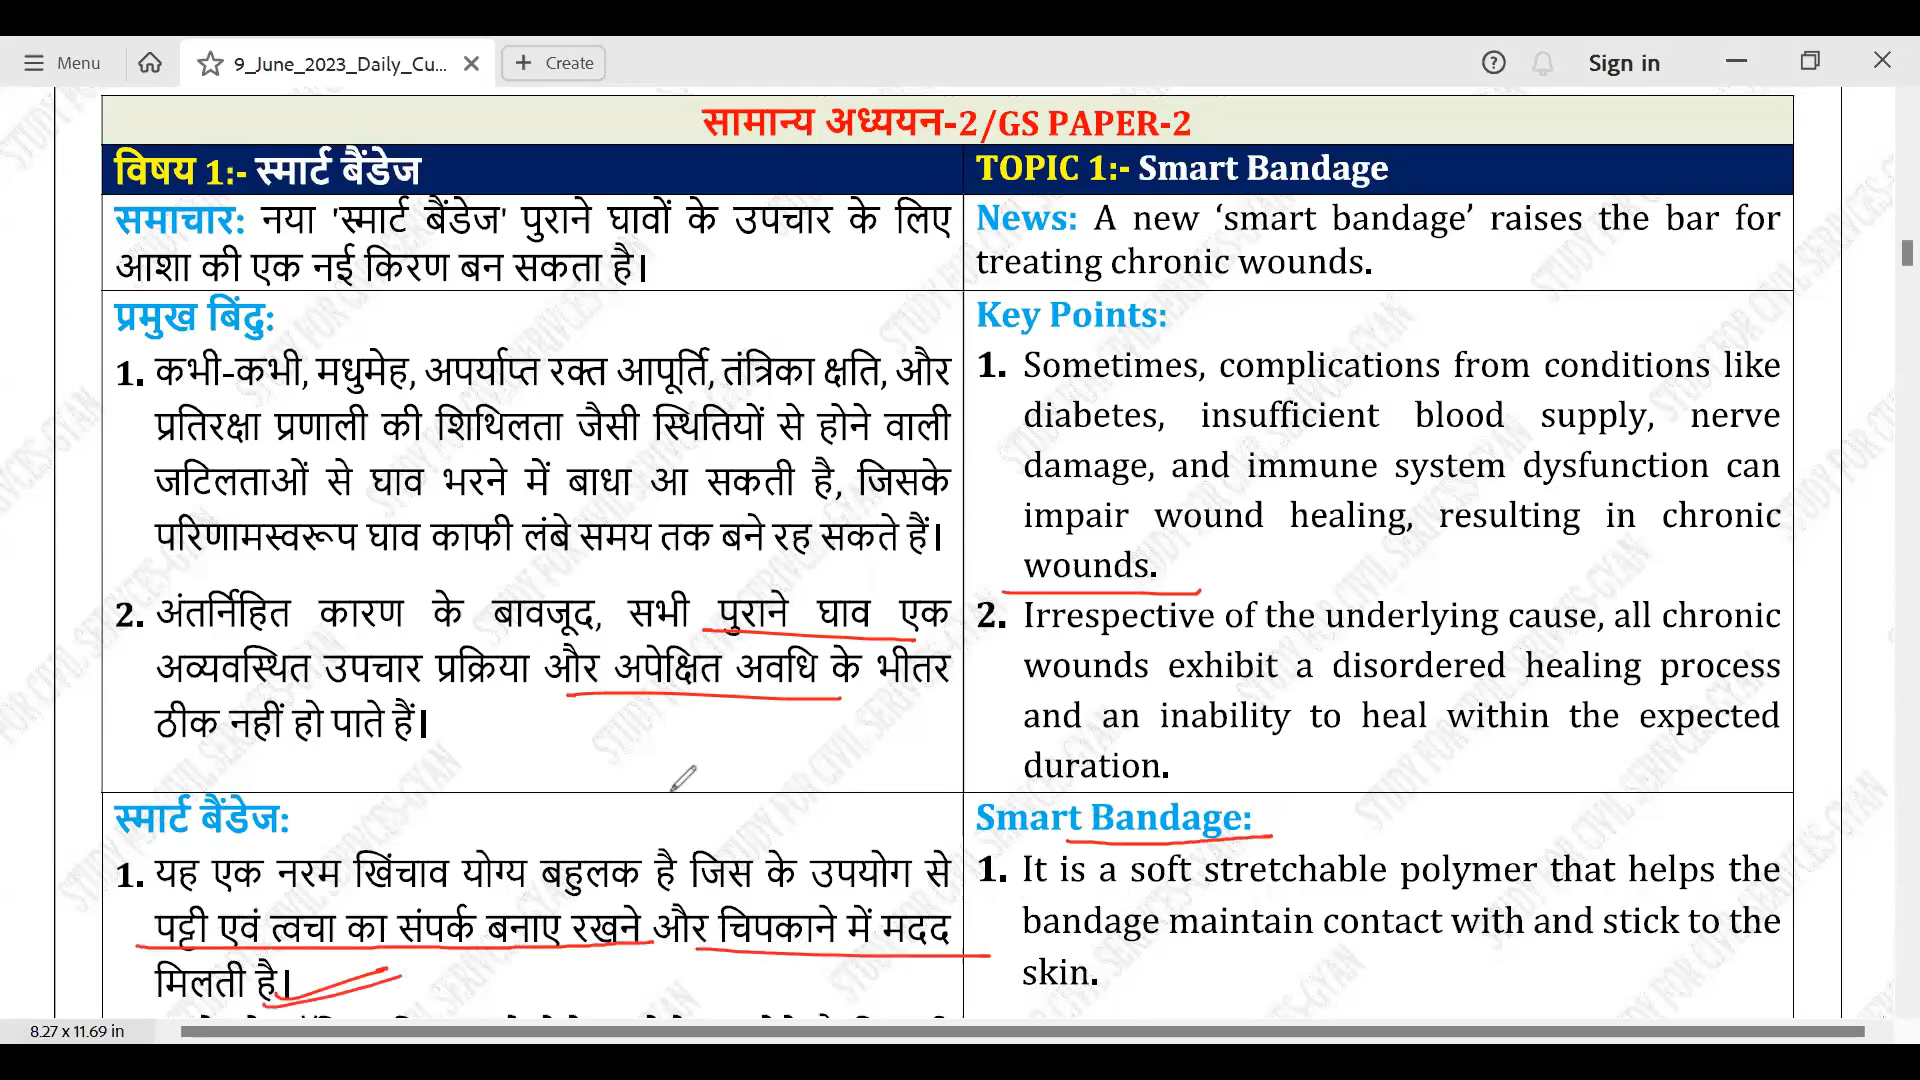 Menu
9_June_2023_Daily_Cu...
Create
Sign in
सामान्य अध्ययन-2/GS PAPER-2
विषय 1:- स्मार्ट बैंडेज
समाचार: नया 'स्मार्ट बैंडेज' पुराने घावों के उपचार के लिए
आशा की एक नई किरण बन सकता है।
प्रमुख बिंदु:
1. कभी-कभी, मधुमेह, अपर्याप्त रक्त आपूर्ति, तंत्रिका क्षति, और
प्रतिरक्षा प्रणाली की शिथिलता जैसी स्थितियों से होने वाली
जटिलताओं से घाव भरने में बाधा आ सकती है, जिसके
परिणामस्वरूप घाव काफी लंबे समय तक बने रह सकते हैं।
2. अंतर्निहित कारण के बावजूद, सभी पुराने घाव एक
अव्यवस्थित उपचार प्रक्रिया और अपेक्षित अवधि के भीतर
ठीक नहीं हो पाते हैं।
स्मार्ट बैंडेज:
1. यह एक नरम खिंचाव योग्य बहुलक है जिस के उपयोग से
पट्टी एवं त्वचा का संपर्क बनाए रखने और चिपकाने में मदद
मिलती है।
TOPIC 1:- Smart Bandage
News: A new ‘smart bandage’ raises the bar for
treating chronic wounds.
Key Points:
1. Sometimes, complications from conditions like
diabetes, insufficient blood supply, nerve
damage, and immune system dysfunction can
impair wound healing, resulting in chronic
wounds.
2. Irrespective of the underlying cause, all chronic
wounds exhibit a disordered healing process
and an inability to heal within the expected
duration.
Smart Bandage:
1. It is a soft stretchable polymer that helps the
bandage maintain contact with and stick to the
skin.
8.27 x 11.69 in